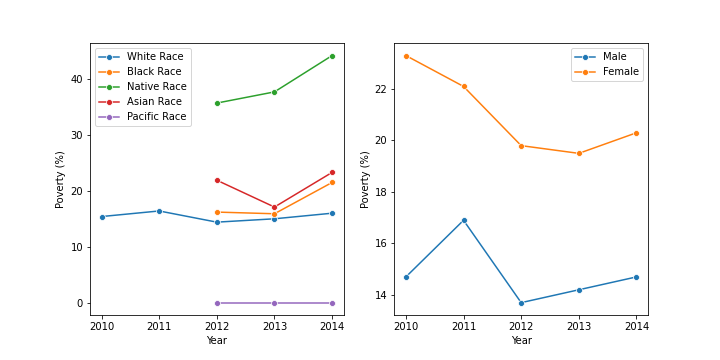 White Race
Black Race
Native Race
Asian Race
Pacific Race
40
30
20
10
0
Poverty (%)
2010 2011 2012 2013 2014
Year
Male
Female
22
20
18
16
14
Poverty (%)
2010 2011 2012 2013 2014
Year